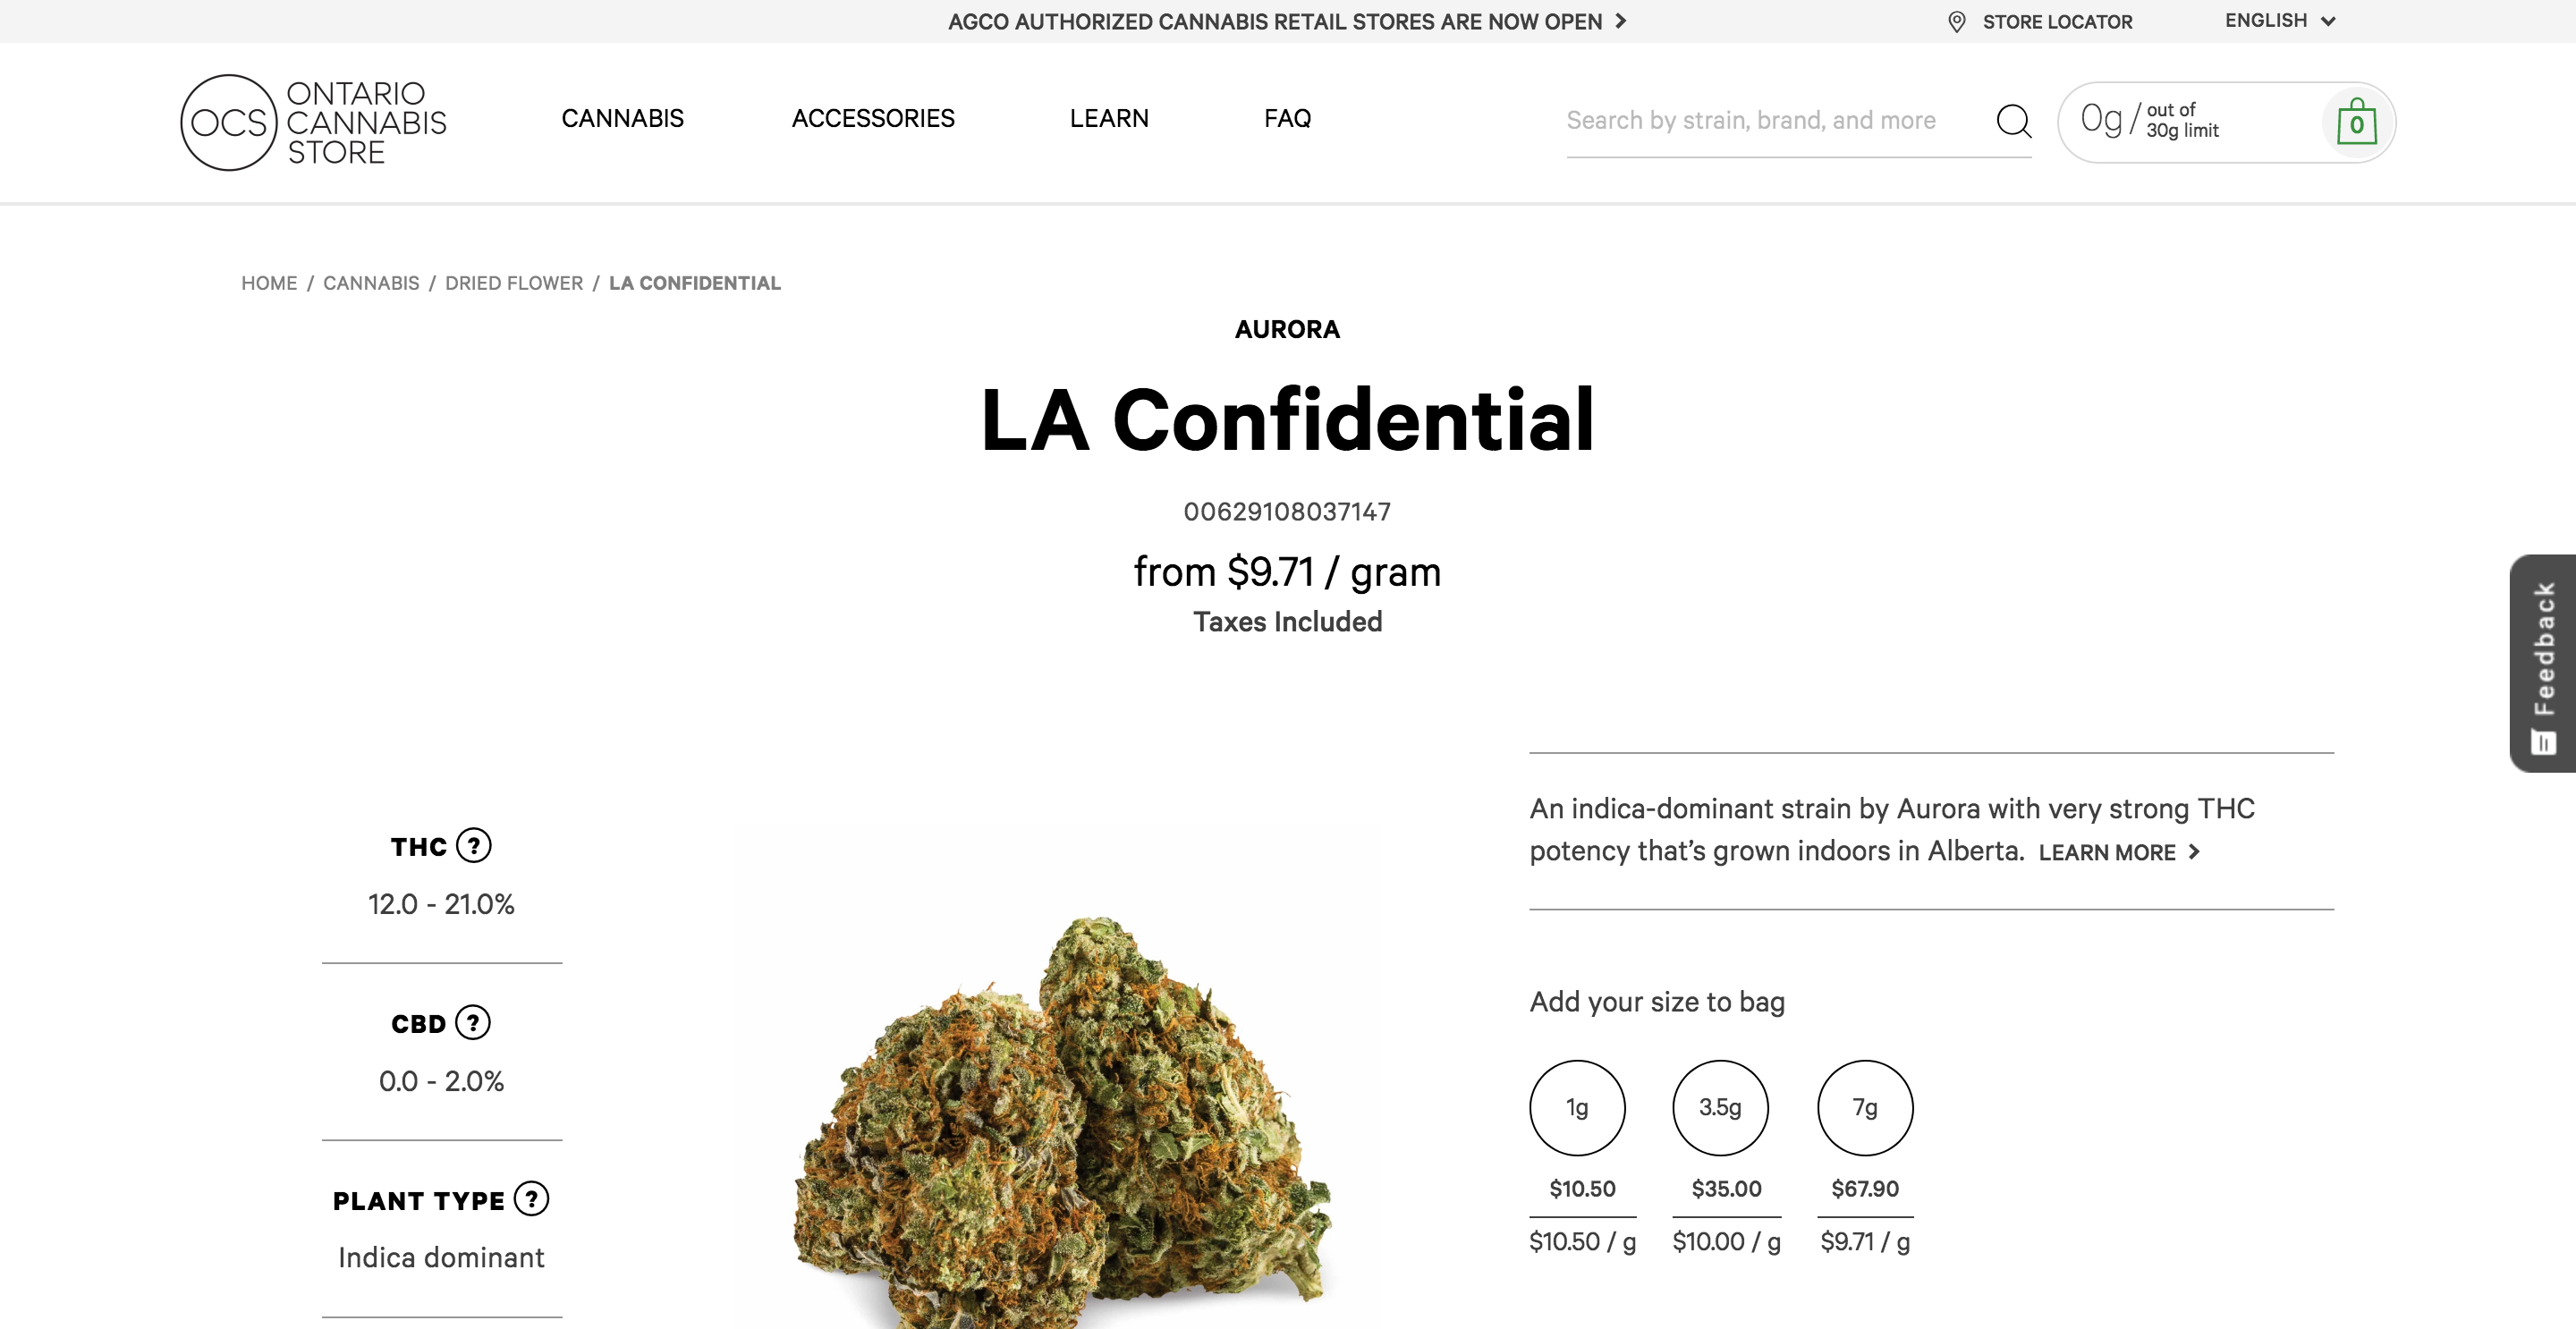 AGCO AUTHORIZED CANNABIS RETAIL STORES ARE NOW OPEN
STORE LOCATOR
ENGLISH
OCS
ONTARIO
CANNABIS
STORE
CANNABIS
ACCESSORIES
LEARN
FAQ
Search by strain, brand, and more
0g / out of
30g limit
0
HOME / CANNABIS / DRIED FLOWER / LA CONFIDENTIAL
AURORA
LA Confidential
00629108037147
from $9.71 / gram
Taxes Included
Feedback
THC ?
12.0 - 21.0%
CBD ?
0.0 - 2.0%
PLANT TYPE ?
Indica dominant
An indica-dominant strain by Aurora with very strong THC
potency that’s grown indoors in Alberta. LEARN MORE
Add your size to bag
1g 3.5g 7g
$10.50 $35.00 $67.90
$10.50 / g $10.00 / g $9.71 / g